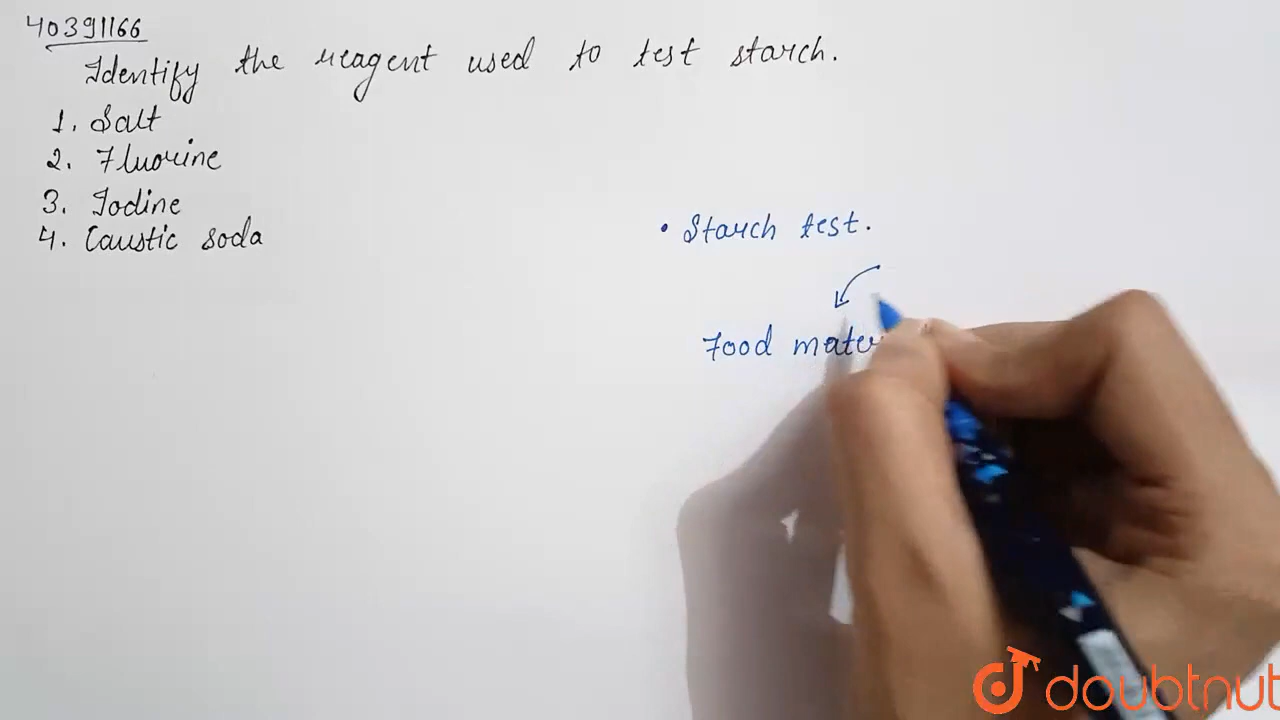 40391166
Identify the reagent used to test starch.
1. Salt
2. Fluorine
3. Iodine
4. Caustic soda
• Starch test.
Food mater
doubtnut